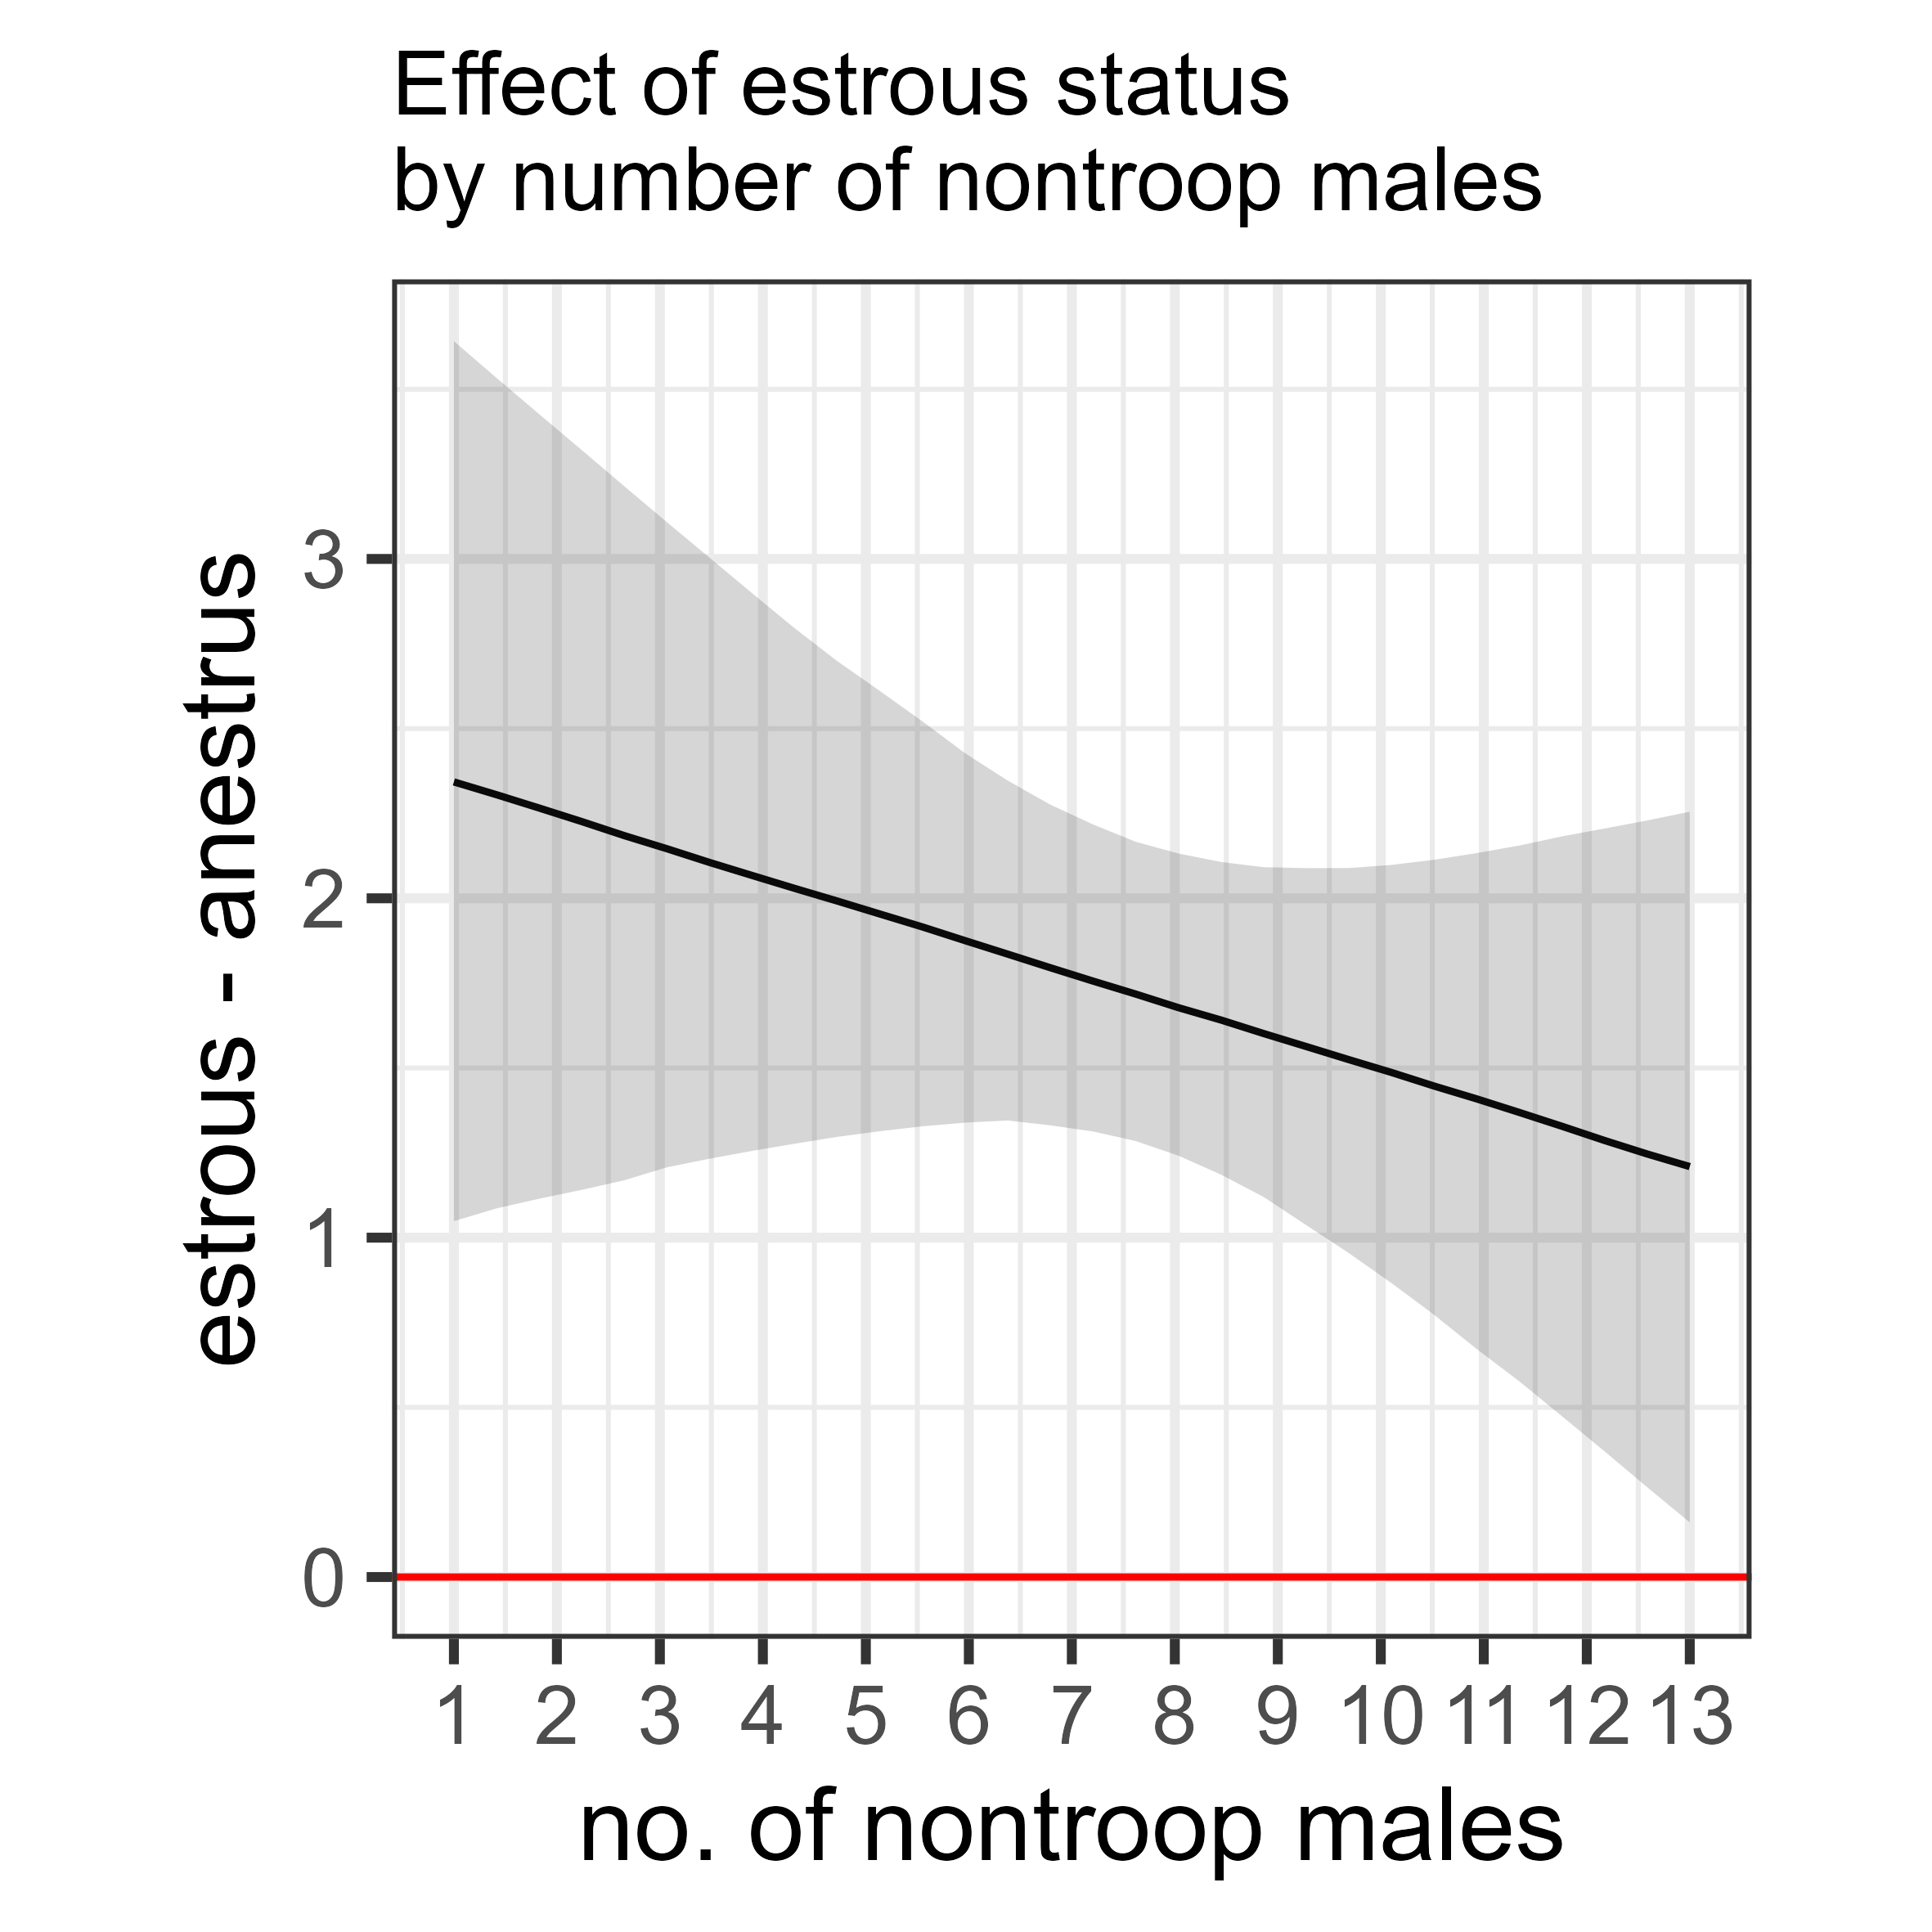 Effect of estrous status
by number of nontroop males
estrous - anestrus
3
2
1
0
1 2 3 4 5 6 7 8 9 10 11 12 13
no. of nontroop males